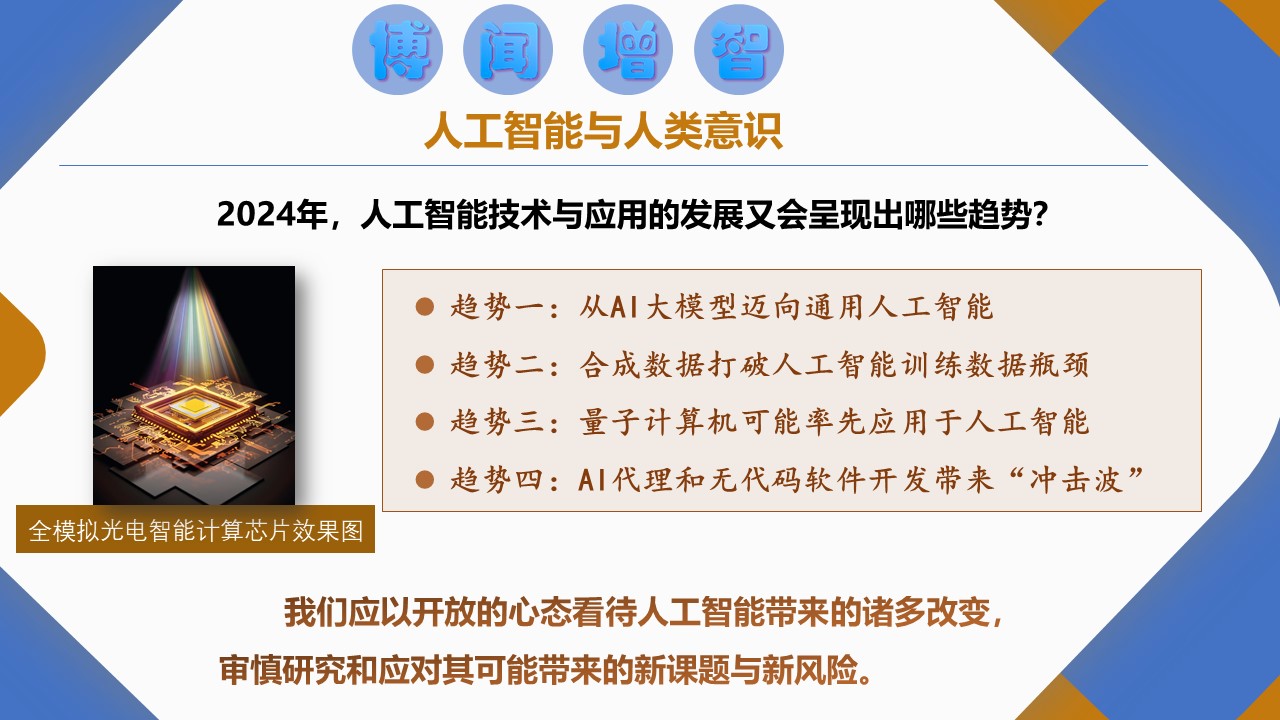 博闻增智
人工智能与人类意识
2024年，人工智能技术与应用的发展又会呈现出哪些趋势？
● 趋势一：从AI大模型迈向通用人工智能
● 趋势二：合成数据打破人工智能训练数据瓶颈
● 趋势三：量子计算机可能率先应用于人工智能
● 趋势四：AI代理和无代码软件开发带来“冲击波”
全模拟光电智能计算芯片效果图
我们应以开放的心态看待人工智能带来的诸多改变，
审慎研究和应对其可能带来的新课题与新风险。